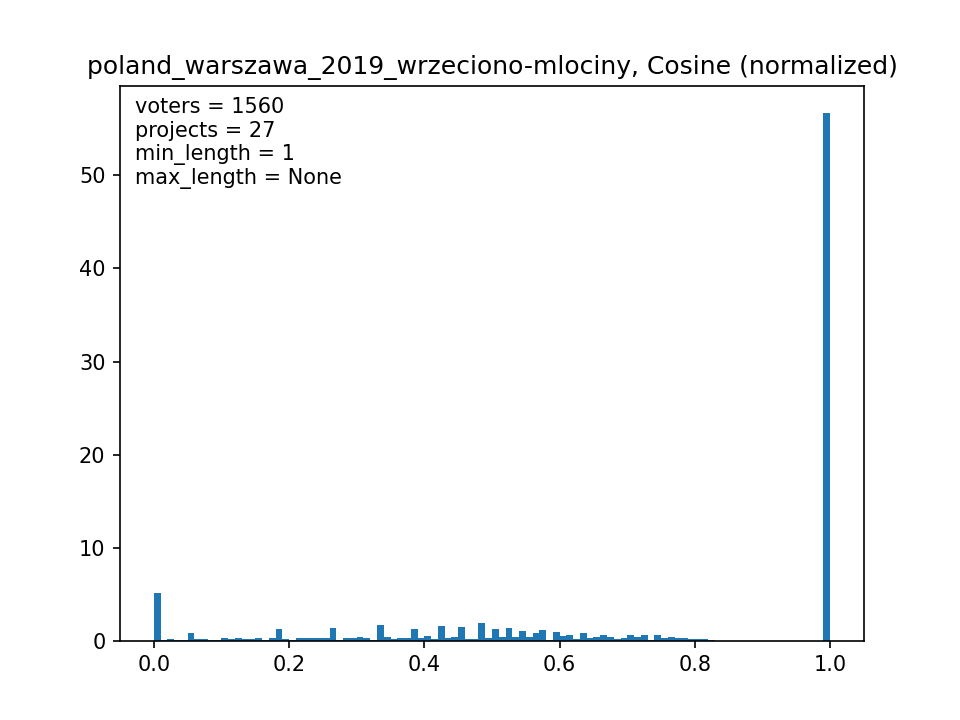 poland_warszawa_2019_wrzeciono-mlociny, Cosine (normalized)
voters = 1560
projects = 27
min_length = 1
max_length = None
50
40
30
20
10
0
0.0 0.2 0.4 0.6 0.8 1.0